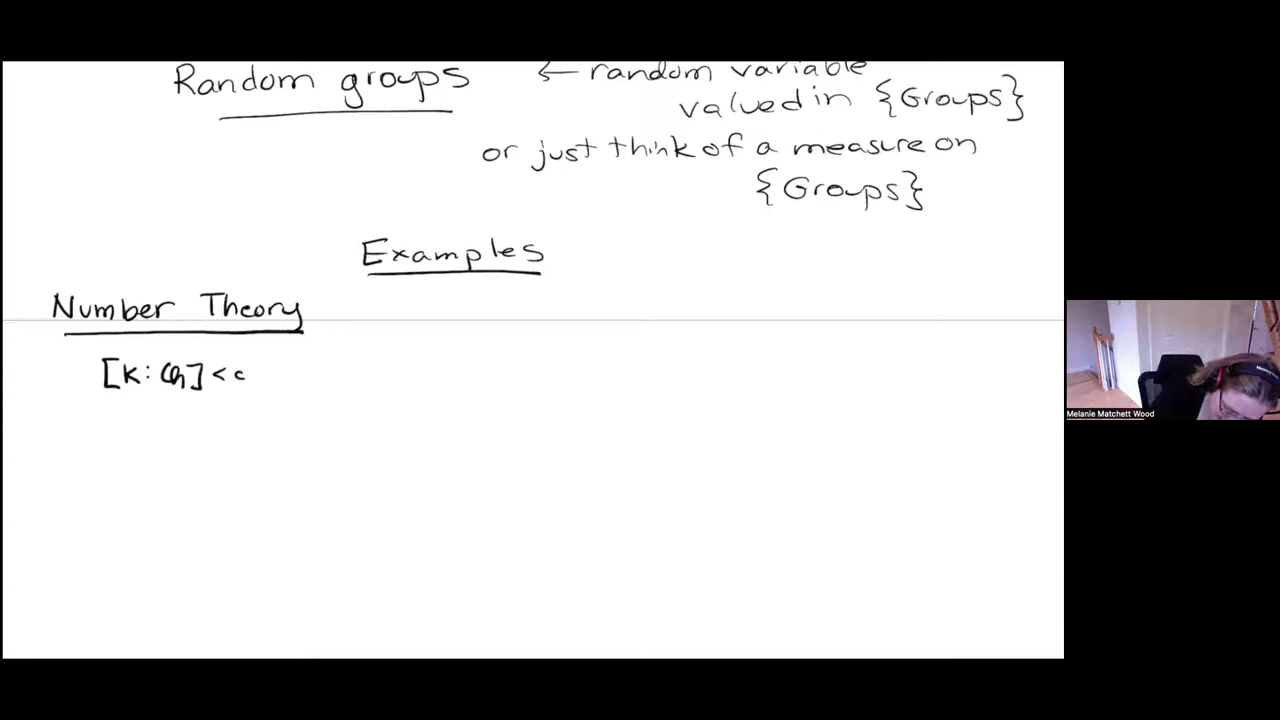 Random groups ← random variable
valued in {Groups}
or just think of a measure on
{Groups}
Examples
Number Theory
[K: Q] <
Melanie Matchett Wood